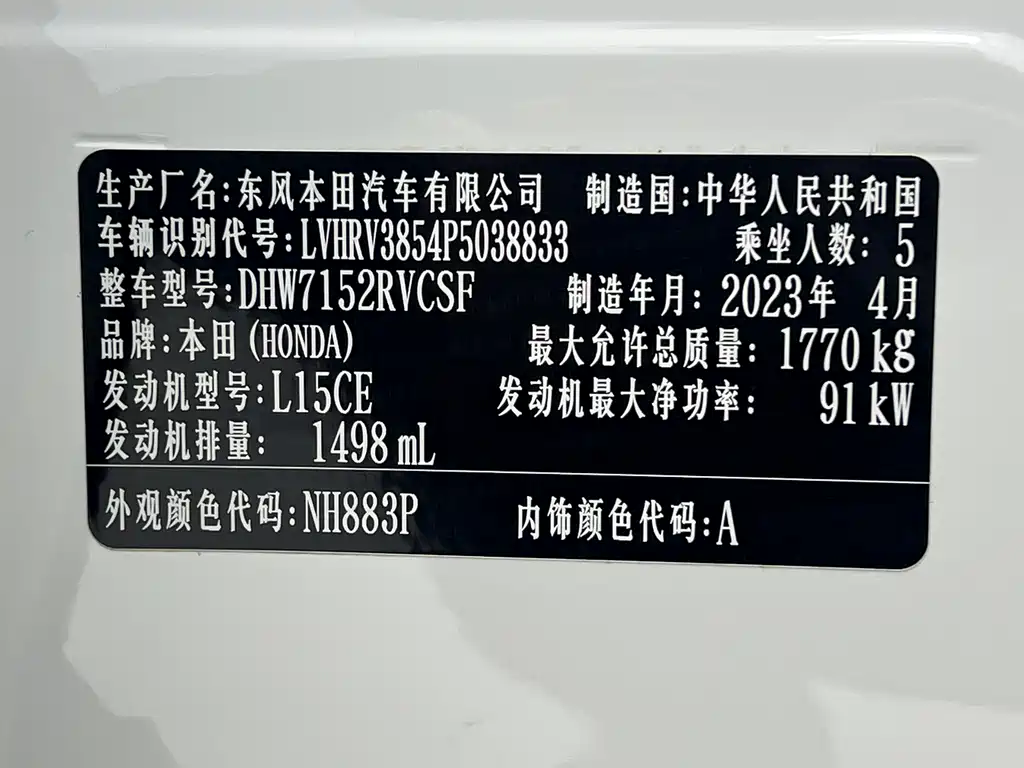 生产厂名:东风本田汽车有限公司 制造国:中华人民共和国
车辆识别代号:LVHRV3854P5038833 乘坐人数: 5
整车型号:DHW7152RVCSF 制造年月: 2023年 4月
品牌:本田(HONDA) 最大允许总质量: 1770 kg
发动机型号:L15CE 发动机最大净功率: 91 kW
发动机排量: 1498 mL
外观颜色代码:NH883P 内饰颜色代码:A